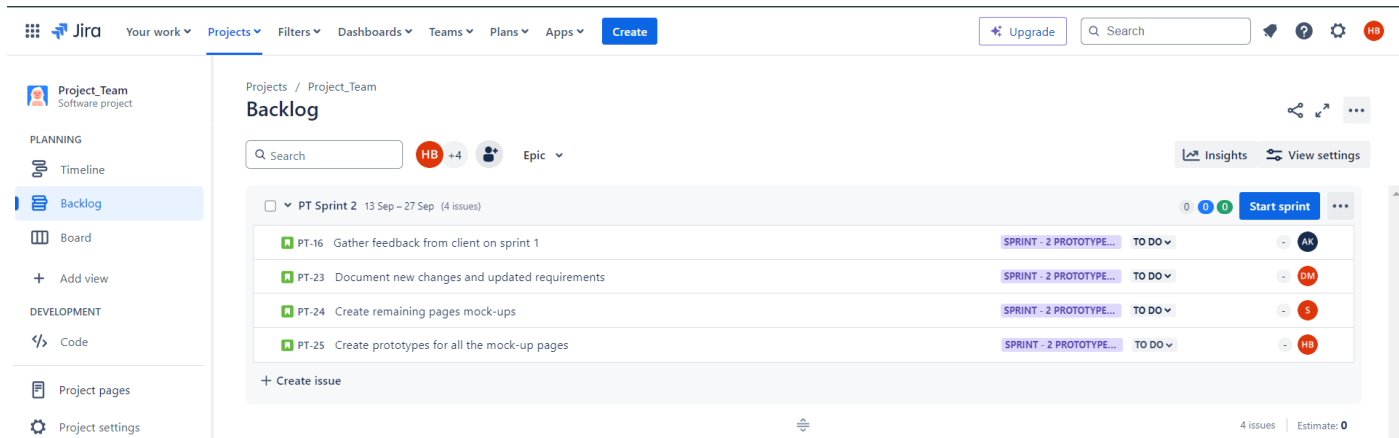 Jira Your work Projects Filters Dashboards Teams Plans Apps Create Upgrade Search HB
Project_Team
Software project
PLANNING
Timeline
Backlog
Board
Add view
DEVELOPMENT
Code
Project pages
Project settings
Projects / Project_Team
Backlog
Search HB +4 Epic Insights View settings
PT Sprint 2 13 Sep – 27 Sep (4 issues) 0 0 0 Start sprint
PT-16 Gather feedback from client on sprint 1 SPRINT - 2 PROTOTYPE... TO DO - AK
PT-23 Document new changes and updated requirements SPRINT - 2 PROTOTYPE... TO DO - DM
PT-24 Create remaining pages mock-ups SPRINT - 2 PROTOTYPE... TO DO - S
PT-25 Create prototypes for all the mock-up pages SPRINT - 2 PROTOTYPE... TO DO - HB
+ Create issue
4 issues Estimate: 0